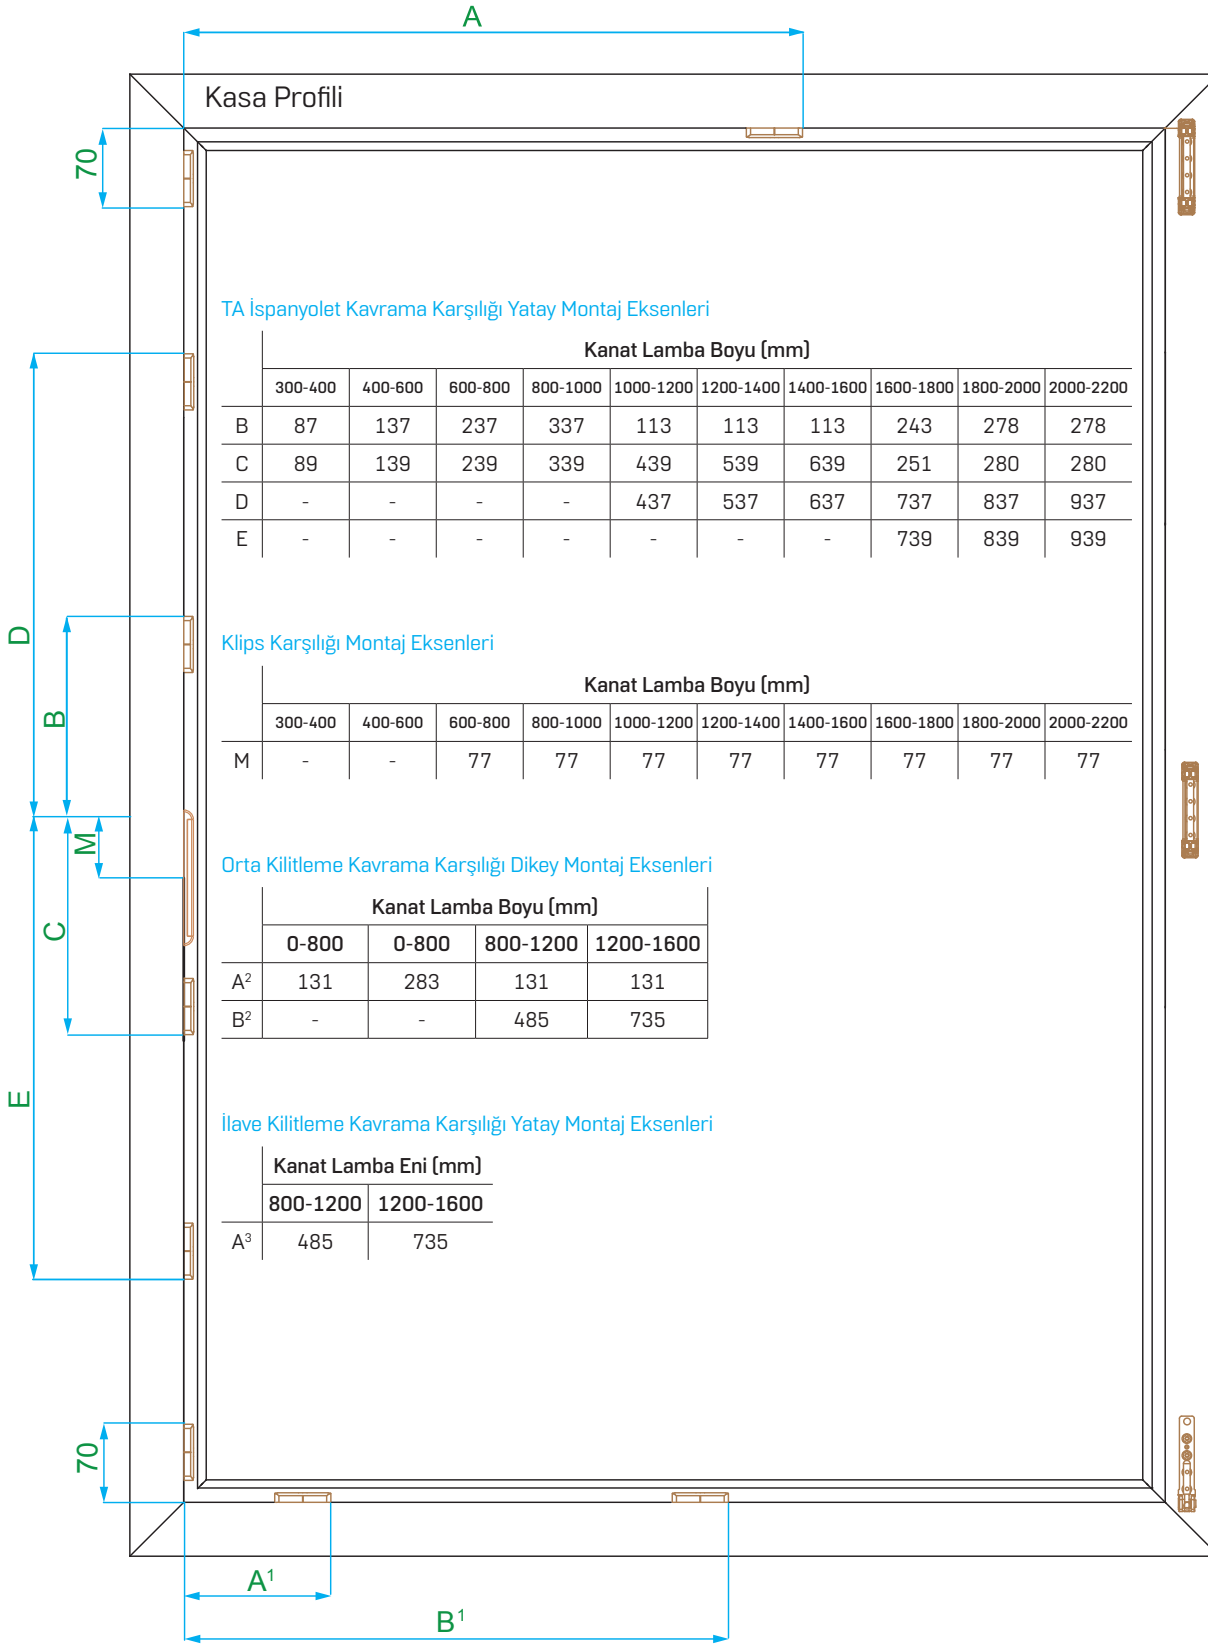 A
Kasa Profili
70
TA İspanyolet Kavrama Karşılığı Yatay Montaj Eksenleri
Kanat Lamba Boyu (mm)
300-400 400-600 600-800 800-1000 1000-1200 1200-1400 1400-1600 1600-1800 1800-2000 2000-2200
B 87 137 237 337 113 113 113 243 278 278
C 89 139 239 339 439 539 639 251 280 280
D - - - - 437 537 637 737 837 937
E - - - - - - - 739 839 939
D
B
Klips Karşılığı Montaj Eksenleri
Kanat Lamba Boyu (mm)
300-400 400-600 600-800 800-1000 1000-1200 1200-1400 1400-1600 1600-1800 1800-2000 2000-2200
M - - 77 77 77 77 77 77 77 77
M
C
E
Orta Kilitleme Kavrama Karşılığı Dikey Montaj Eksenleri
Kanat Lamba Boyu (mm)
0-800 0-800 800-1200 1200-1600
A² 131 283 131 131
B² - - 485 735
İlave Kilitleme Kavrama Karşılığı Yatay Montaj Eksenleri
Kanat Lamba Eni (mm)
800-1200 1200-1600
A³ 485 735
70
A¹
B¹